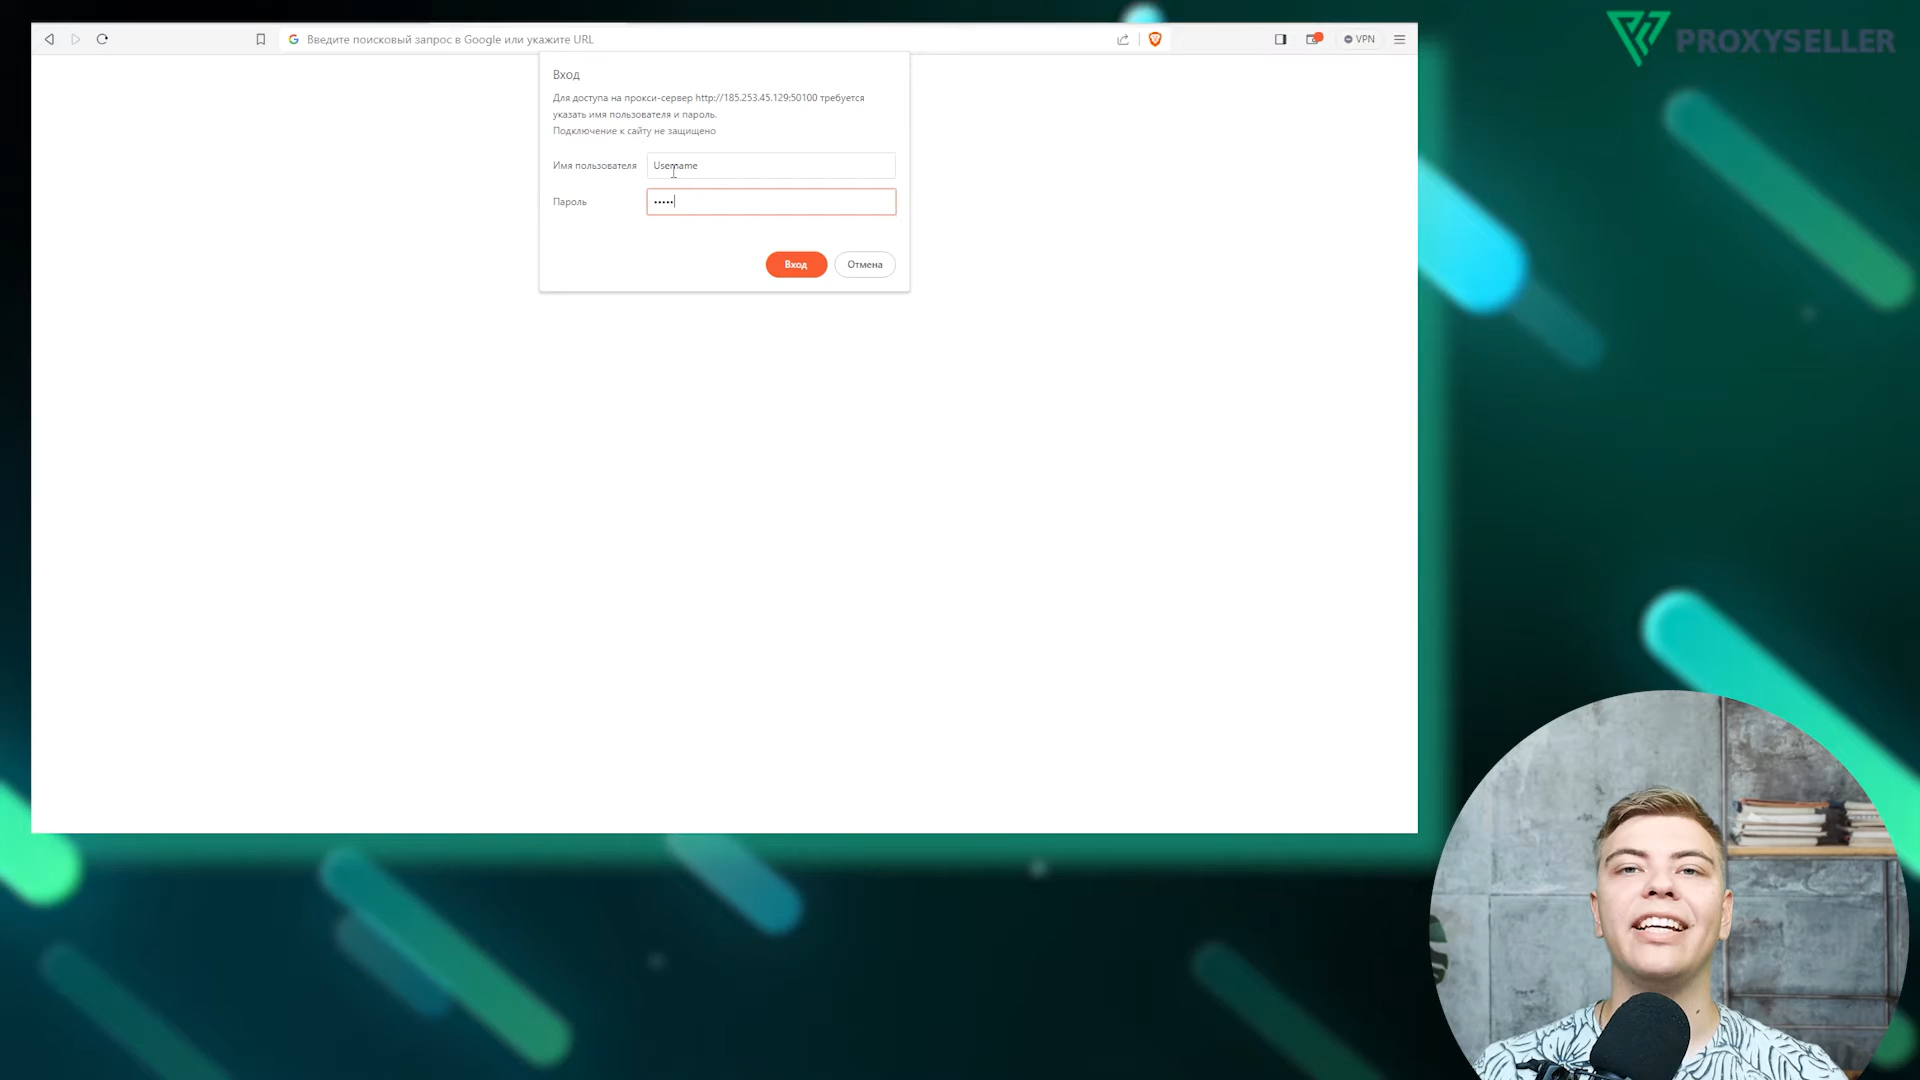 PROXYSELLER
Введите поисковый запрос в Google или укажите URL
VPN
Вход
Для доступа на прокси-сервер http://185.253.45.129:50100 требуется
указать имя пользователя и пароль.
Подключение к сайту не защищено
Имя пользователя Username
Пароль •••••
Вход Отмена